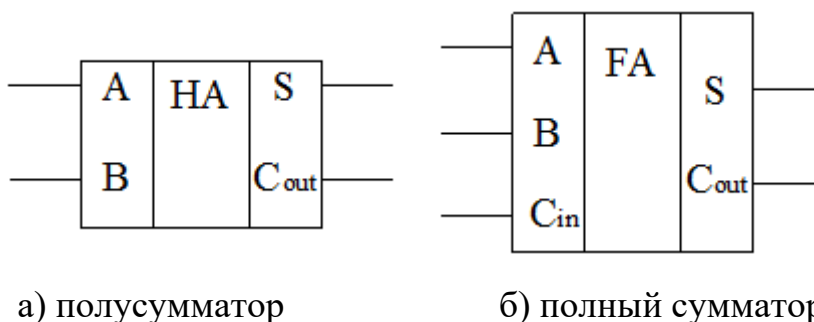 A HA S
B Cout
A FA
S
B
Cout
Cin
а) полусумматор
б) полный сумматор